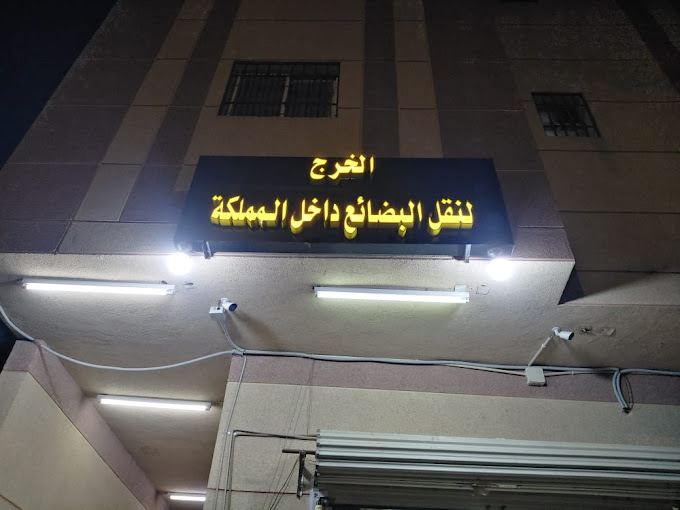 الخرج
لنقل البضائع داخل المملكة